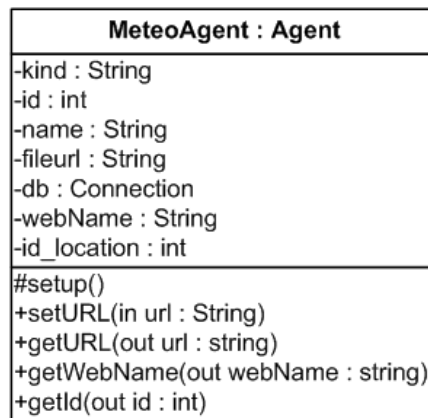 MeteoAgent : Agent
-kind : String
-id : int
-name : String
-fileurl : String
-db : Connection
-webName : String
-id_location : int
#setup()
+setURL(in url : String)
+getURL(out url : string)
+getWebName(out webName : string)
+getId(out id : int)